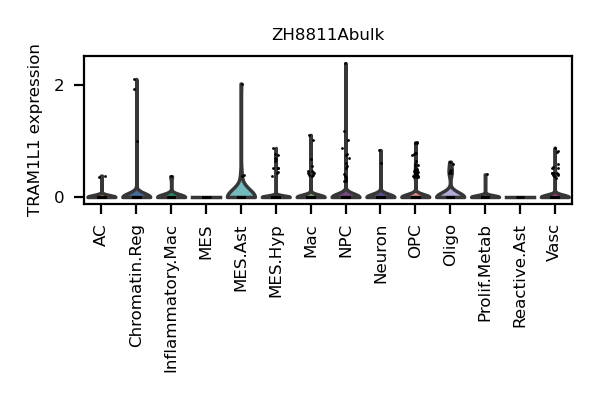 ZH8811Abulk
TRAM1L1 expression
2
0
AC
Chromatin.Reg
Inflammatory.Mac
MES
MES.Ast
MES.Hyp
Mac
NPC
Neuron
OPC
Oligo
Prolif.Metab
Reactive.Ast
Vasc